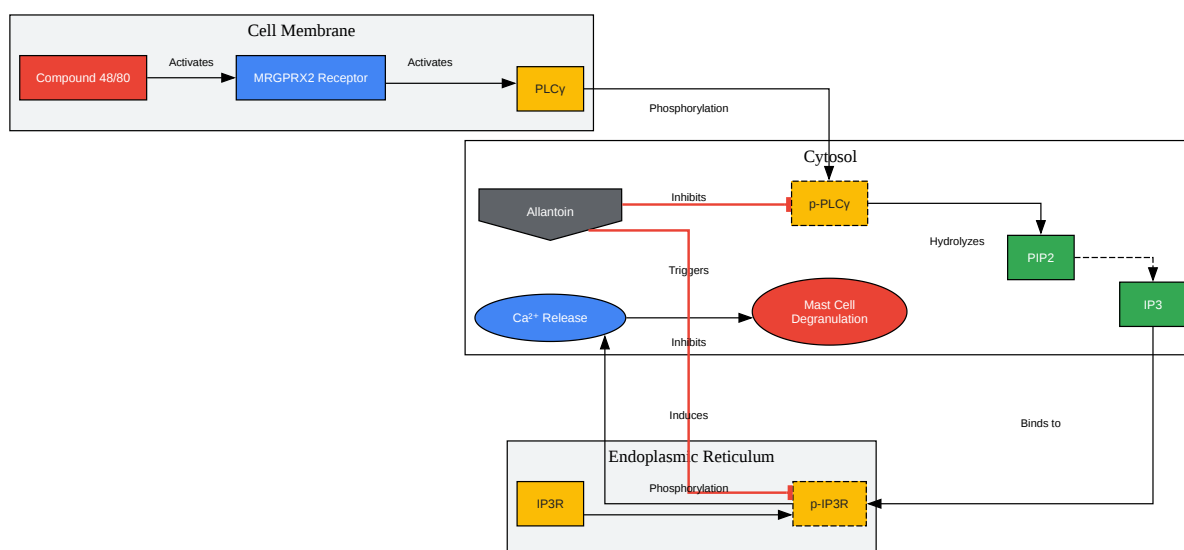 Cell Membrane
Compound 48/80
Activates
MRGPRX2 Receptor
Activates
PLCγ
Phosphorylation
Cytosol
Allantoin
Inhibits
p-PLCγ
Hydrolyzes
PIP2
Triggers
IP3
Ca²⁺ Release
Mast Cell
Degranulation
Inhibits
Induces
Binds to
Endoplasmic Reticulum
IP3R
Phosphorylation
p-IP3R